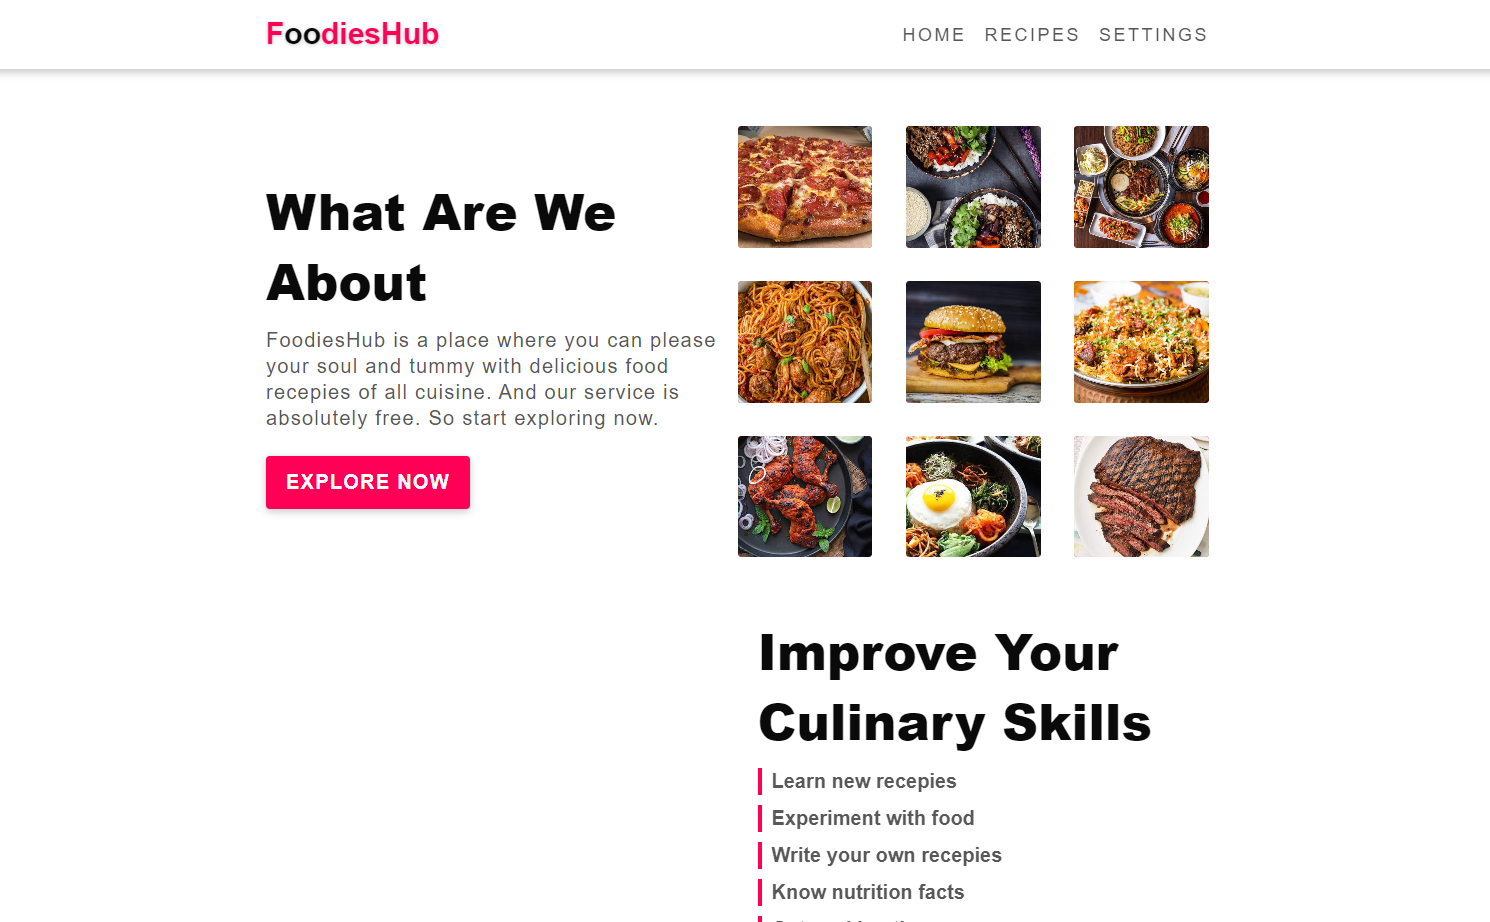 FoodiesHub
HOME RECIPES SETTINGS
What Are We
About
FoodiesHub is a place where you can please
your soul and tummy with delicious food
recepies of all cuisine. And our service is
absolutely free. So start exploring now.
EXPLORE NOW
Improve Your
Culinary Skills
Learn new recepies
Experiment with food
Write your own recepies
Know nutrition facts